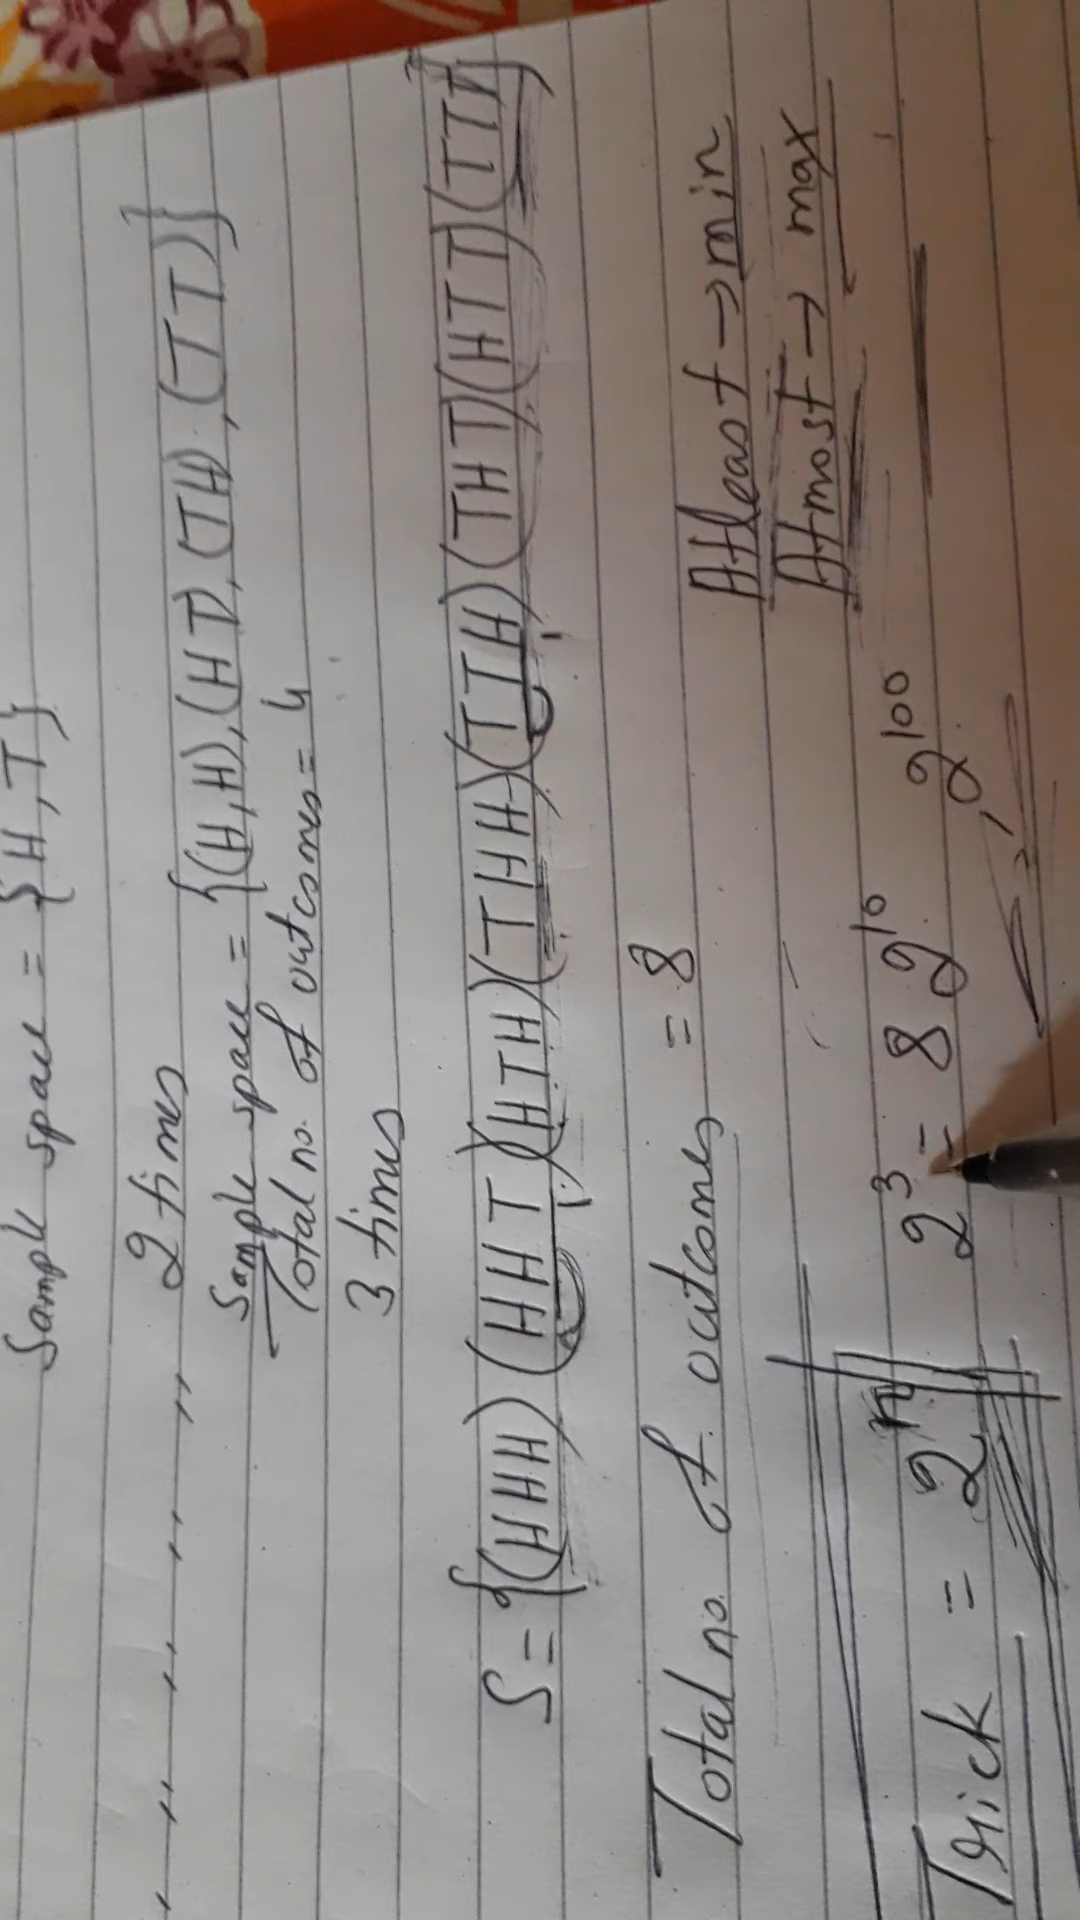 Sample space = {H, T}
,, ,, ,, ,, ,, ,, 2 times
Sample space = {(H,H),(HT),(TH),(TT)}
Total no. of outcomes = 4
3 times
S = {(HHH)(HHT)(HTH)(THH)(TTH)(THT)(HTT)(TTT)}
Total no. of outcomes = 8
Atleast → min
Atmost → max
Trick = 2ⁿ 2³ = 8 2¹⁰ 2¹⁰⁰